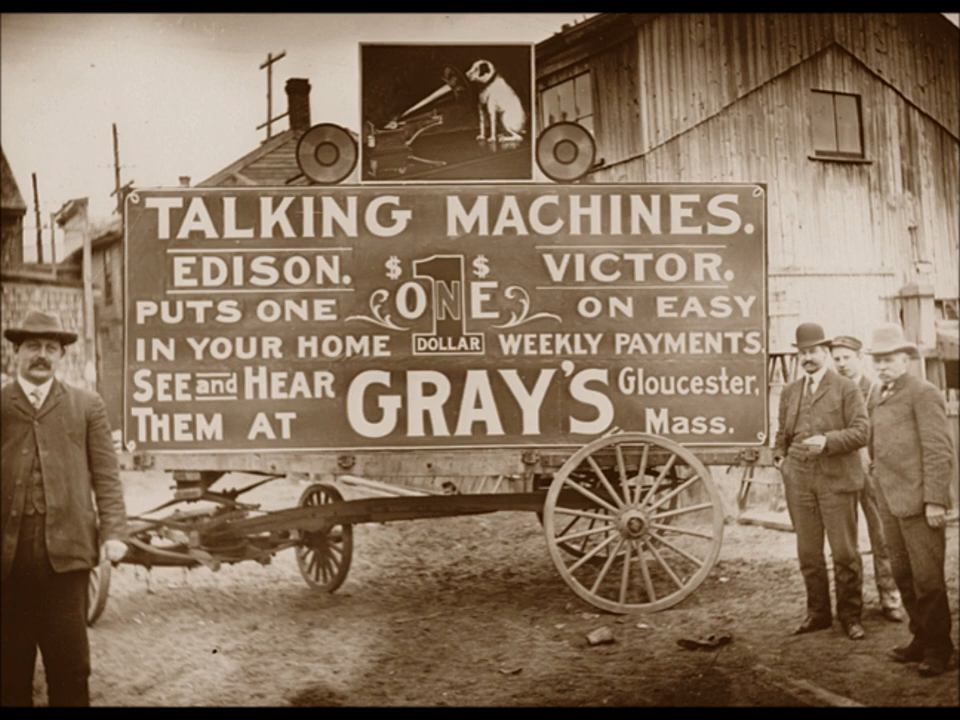 TALKING MACHINES.
EDISON. $ 1 $ VICTOR.
PUTS ONE ONE ON EASY
IN YOUR HOME DOLLAR WEEKLY PAYMENTS
SEE and HEAR GRAY'S Gloucester,
THEM AT Mass.